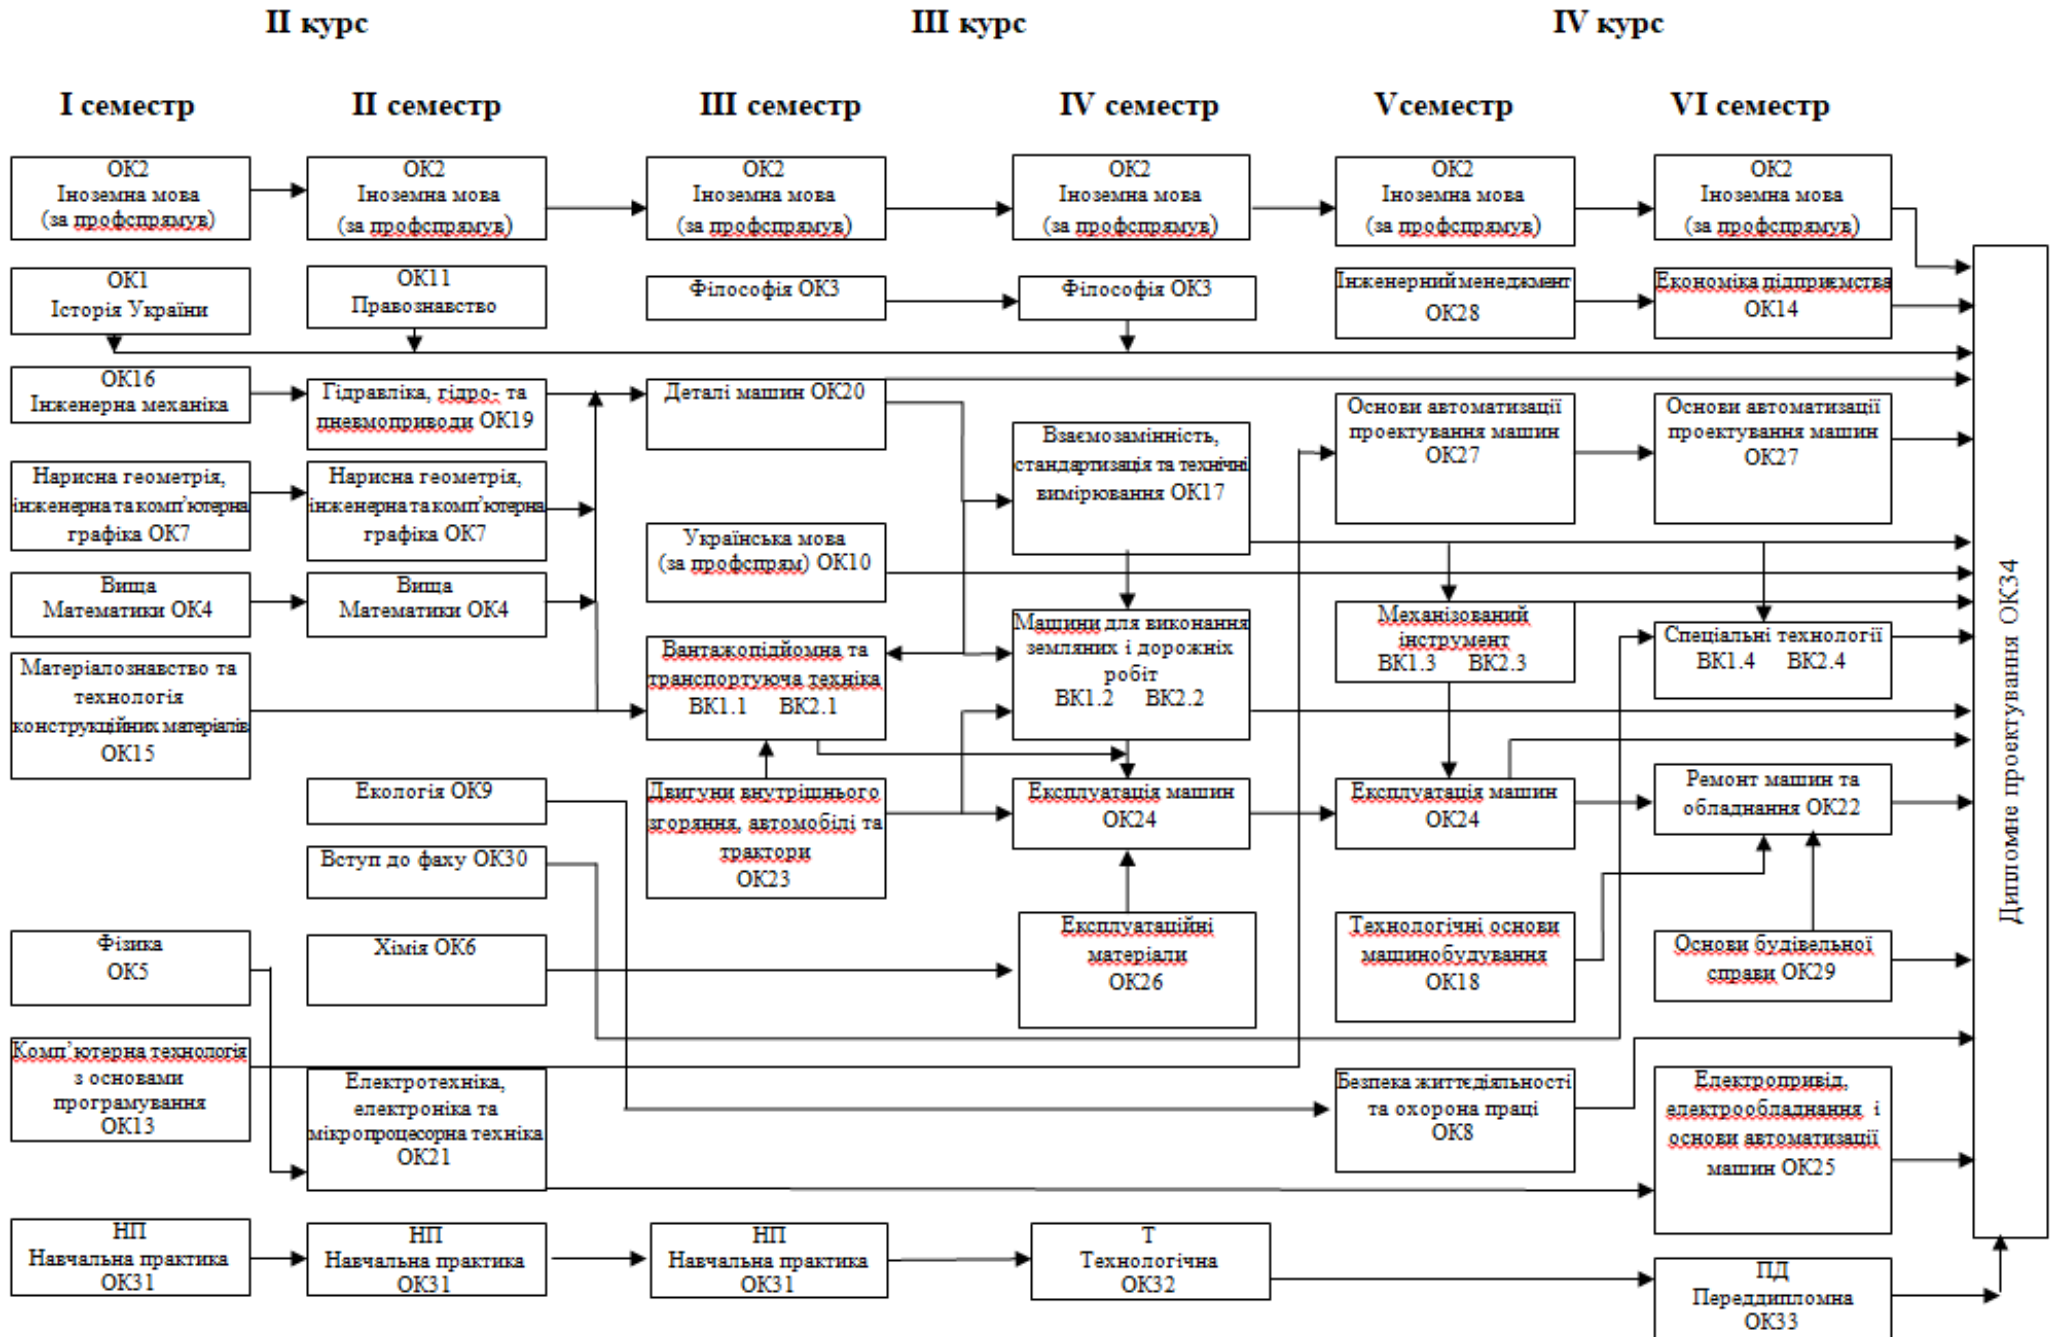 II курс
III курс
IV курс
I семестр
II семестр
III семестр
IV семестр
Vсеместр
VI семестр
ОК2
Іноземна мова
(за профспрямув)
ОК2
Іноземна мова
(за профспрямув)
ОК2
Іноземна мова
(за профспрямув)
ОК2
Іноземна мова
(за профспрямув)
ОК2
Іноземна мова
(за профспрямув)
ОК2
Іноземна мова
(за профспрямув)
ОК1
Історія України
ОК11
Правознавство
Філософія ОК3
Філософія ОК3
Інженерний менеджмент
ОК28
Економіка підприємства
ОК14
ОК16
Інженерна механіка
Гідравліка, гідро- та
пневмоприводи ОК19
Деталі машин ОК20
Взаємозамінність,
стандартизація та технічні
вимірювання ОК17
Основи автоматизації
проектування машин
ОК27
Основи автоматизації
проектування машин
ОК27
Нарисна геометрія,
інженерна та комп'ютерна
графіка ОК7
Нарисна геометрія,
інженерна та комп'ютерна
графіка ОК7
Українська мова
(за профспрям) ОК10
Вища
Математики ОК4
Вища
Математики ОК4
Вантажопідйомна та
транспортуюча техніка
ВК1.1 ВК2.1
Машини для виконання
земляних і дорожніх
робіт
ВК1.2 ВК2.2
Механізований
інструмент
ВК1.3 ВК2.3
Спеціальні технології
ВК1.4 ВК2.4
Матеріалознавство та
технологія
конструкційних матеріалів
ОК15
Екологія ОК9
Двигуни внутрішнього
згоряння, автомобілі та
трактори
ОК23
Експлуатація машин
ОК24
Експлуатація машин
ОК24
Ремонт машин та
обладнання ОК22
Вступ до фаху ОК30
Фізика
ОК5
Хімія ОК6
Експлуатаційні
матеріали
ОК26
Технологічні основи
машинобудування
ОК18
Основи будівельної
справи ОК29
Комп'ютерна технологія
з основами
програмування
ОК13
Електротехніка,
електроніка та
мікропроцесорна техніка
ОК21
Безпека життєдіяльності
та охорона праці
ОК8
Електропривід,
електрообладнання і
основи автоматизації
машин ОК25
НП
Навчальна практика
ОК31
НП
Навчальна практика
ОК31
НП
Навчальна практика
ОК31
Т
Технологічна
ОК32
ПД
Переддипломна
ОК33
Дипломне проектування ОК34